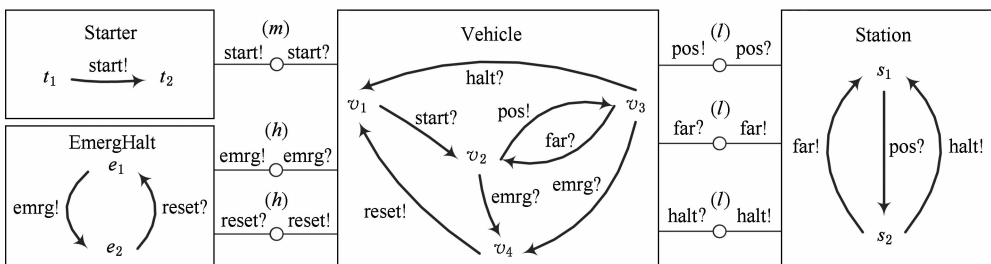 Starter
t1 start! t2
(m)
start! start?
EmergHalt
e1
emrg! reset?
e2
(h)
emrg! emrg?
(h)
reset? reset!
Vehicle
halt?
v1 v3
start? pos!
far?
v2
emrg? emrg?
reset!
v4
(l)
pos! pos?
(l)
far? far!
(l)
halt? halt!
Station
s1
far! pos? halt!
s2